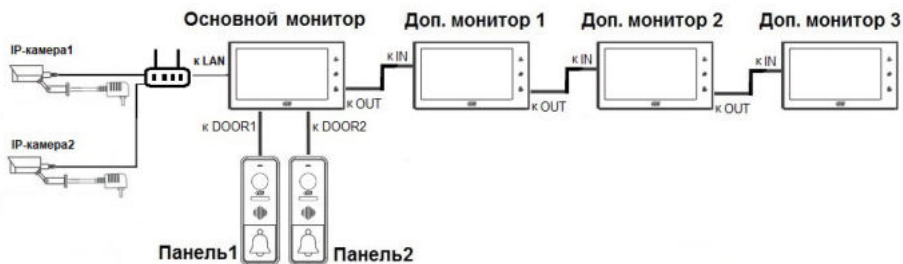 Основной монитор
Доп. монитор 1
Доп. монитор 2
Доп. монитор 3
IP-камера1
к LAN
к IN
к IN
к IN
к OUT
к OUT
к OUT
к DOOR1
к DOOR2
IP-камера2
Панель1
Панель2